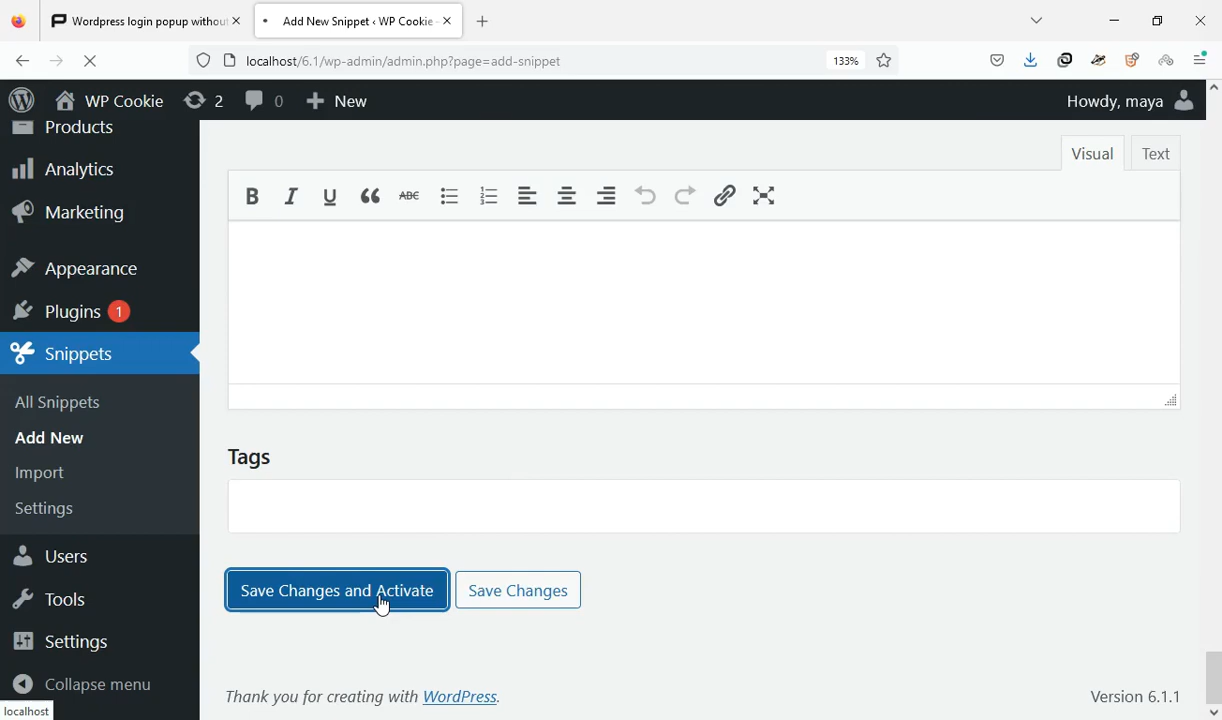 Wordpress login popup withou
Add New Snippet ‹ WP Cookie
localhost/6.1/wp-admin/admin.php?page=add-snippet
133%
WP Cookie
2
0
New
Howdy, maya
Products
Analytics
Marketing
Appearance
Plugins 1
Snippets
All Snippets
Add New
Import
Settings
Users
Tools
Settings
Collapse menu
localhost
Visual
Text
B I U ABC
Tags
Save Changes and Activate
Save Changes
Thank you for creating with WordPress.
Version 6.1.1